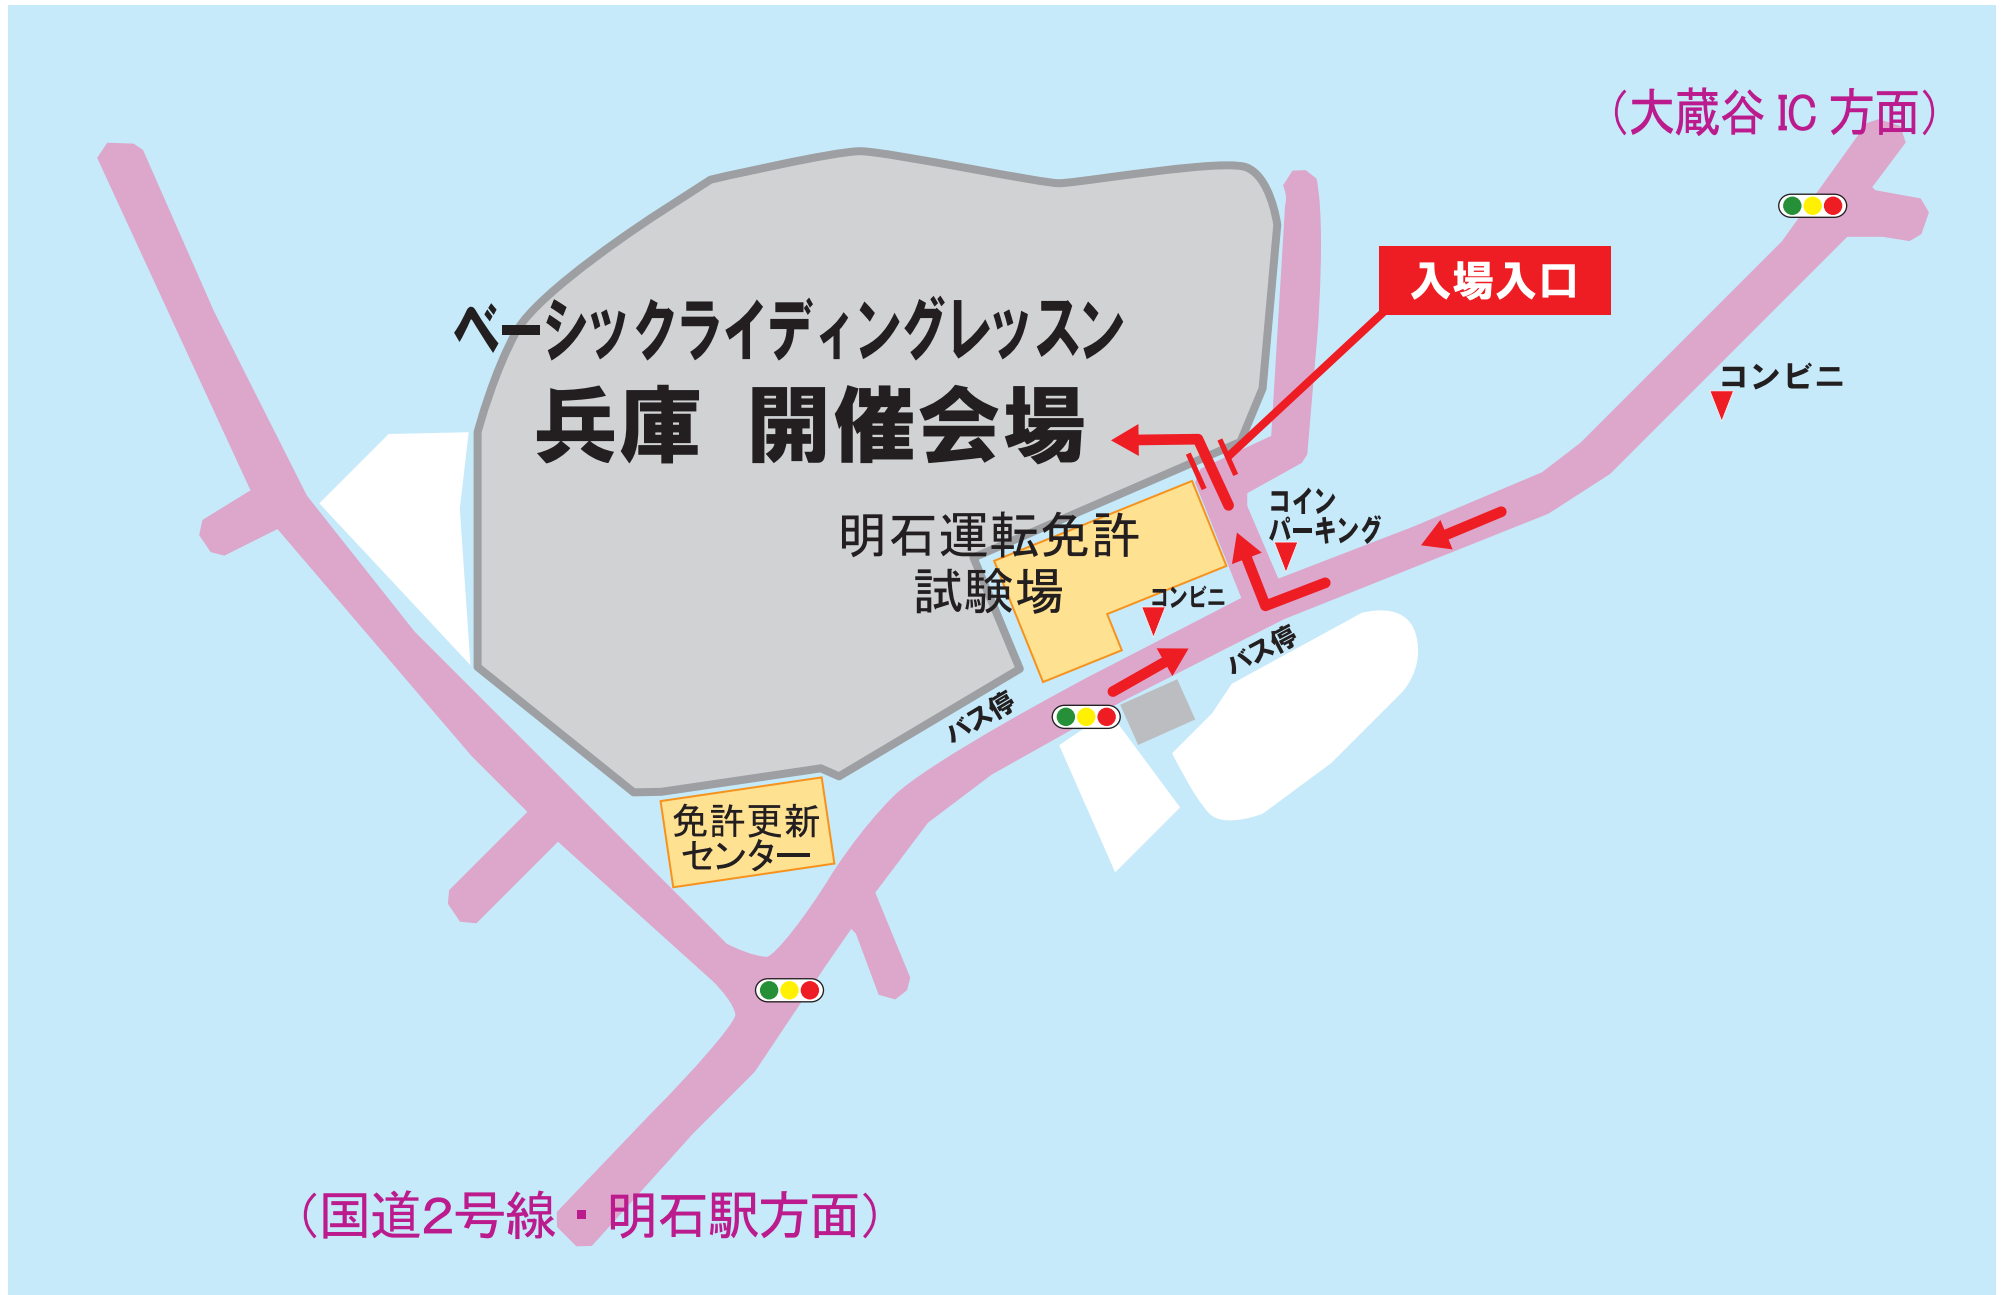 （大蔵谷 IC 方面）
入場入口
ベーシックライディングレッスン
兵庫 開催会場
コンビニ
コイン
パーキング
明石運転免許
試験場
コンビニ
バス停
バス停
免許更新
センター
（国道2号線・明石駅方面）